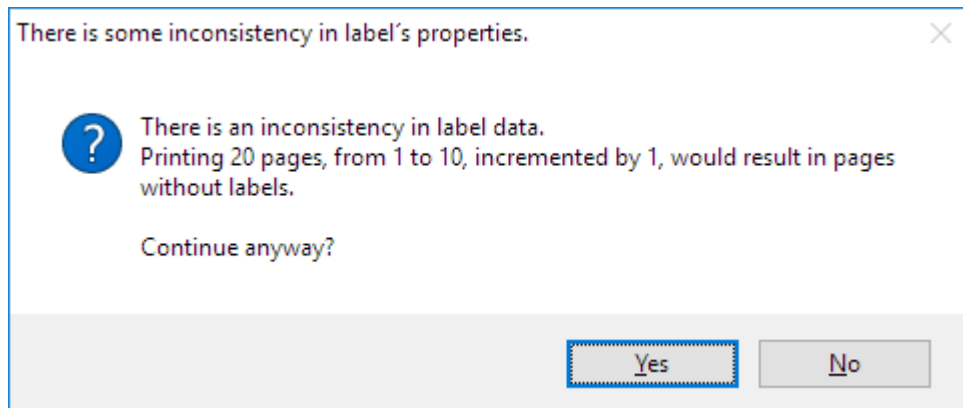 There is some inconsistency in label´s properties.
There is an inconsistency in label data.
Printing 20 pages, from 1 to 10, incremented by 1, would result in pages
without labels.
Continue anyway?
Yes
No